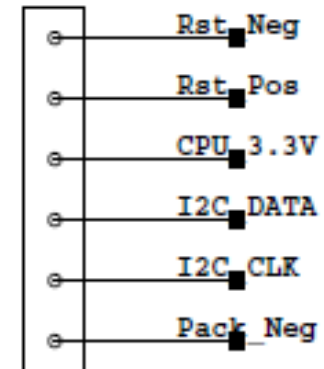 Rst_Neg
Rst_Pos
CPU_3.3V
I2C_DATA
I2C_CLK
Pack_Neg